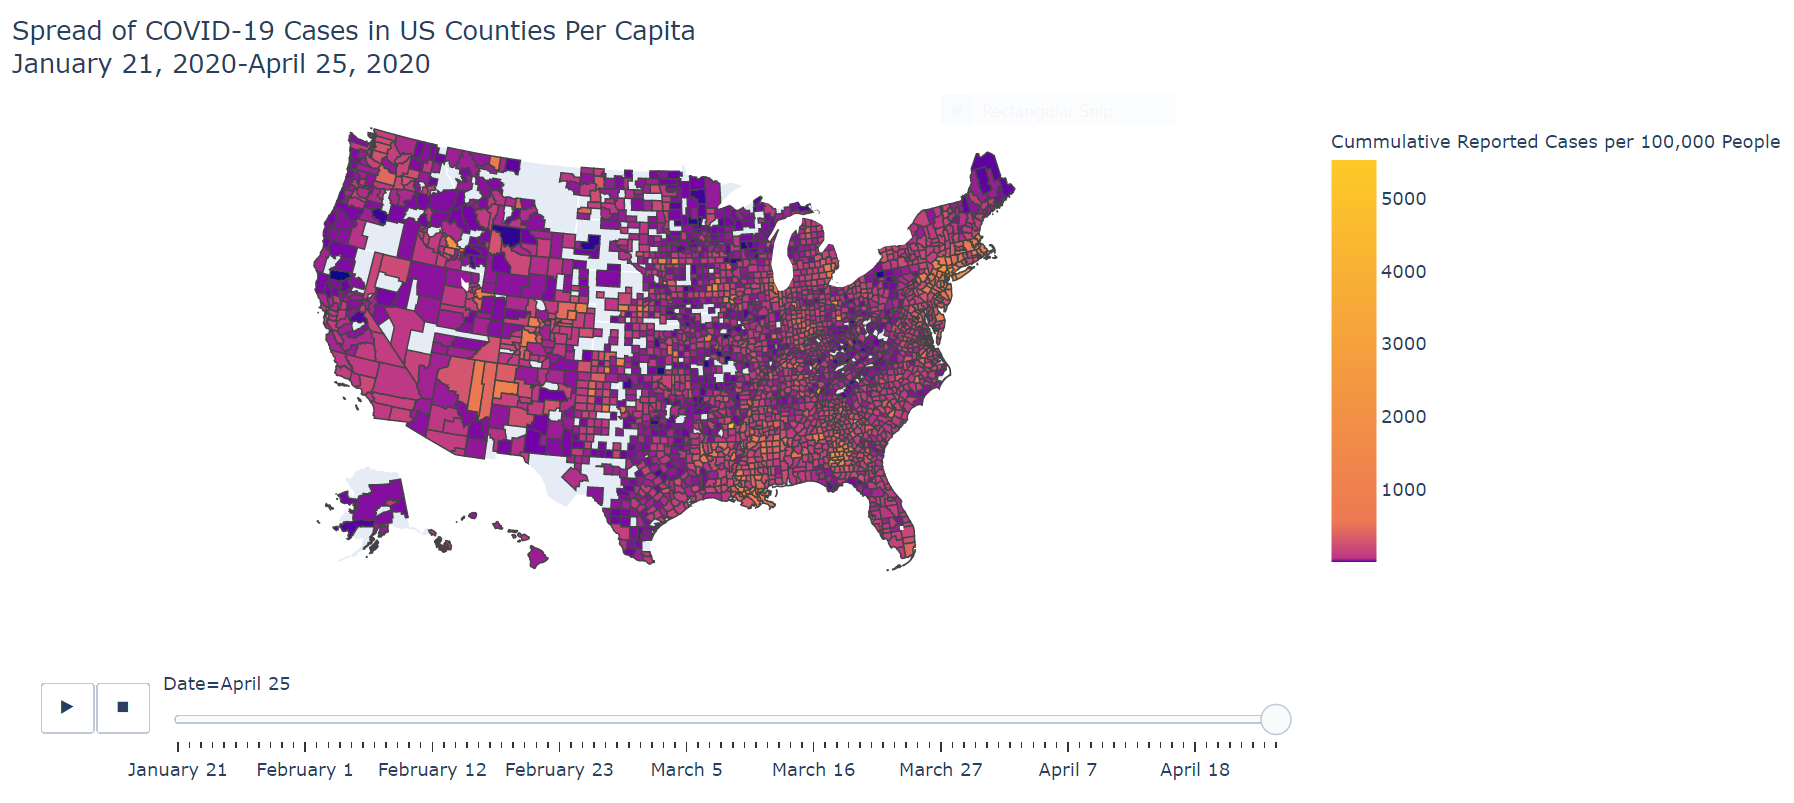 Spread of COVID-19 Cases in US Counties Per Capita
January 21, 2020-April 25, 2020
Rectangular Snip
Cummulative Reported Cases per 100,000 People
5000
4000
3000
2000
1000
Date=April 25
January 21 February 1 February 12 February 23 March 5 March 16 March 27 April 7 April 18